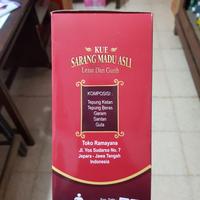 KUE
SARANG MADU ASLI
Lezat Dan Gurih
KOMPOSISI :
Tepung Ketan
Tepung Beras
Garam
Santan
Gula
Toko Ramayana
Jl. Yos Sudarso No. 7
Jepara - Jawa Tengah
Indonesia